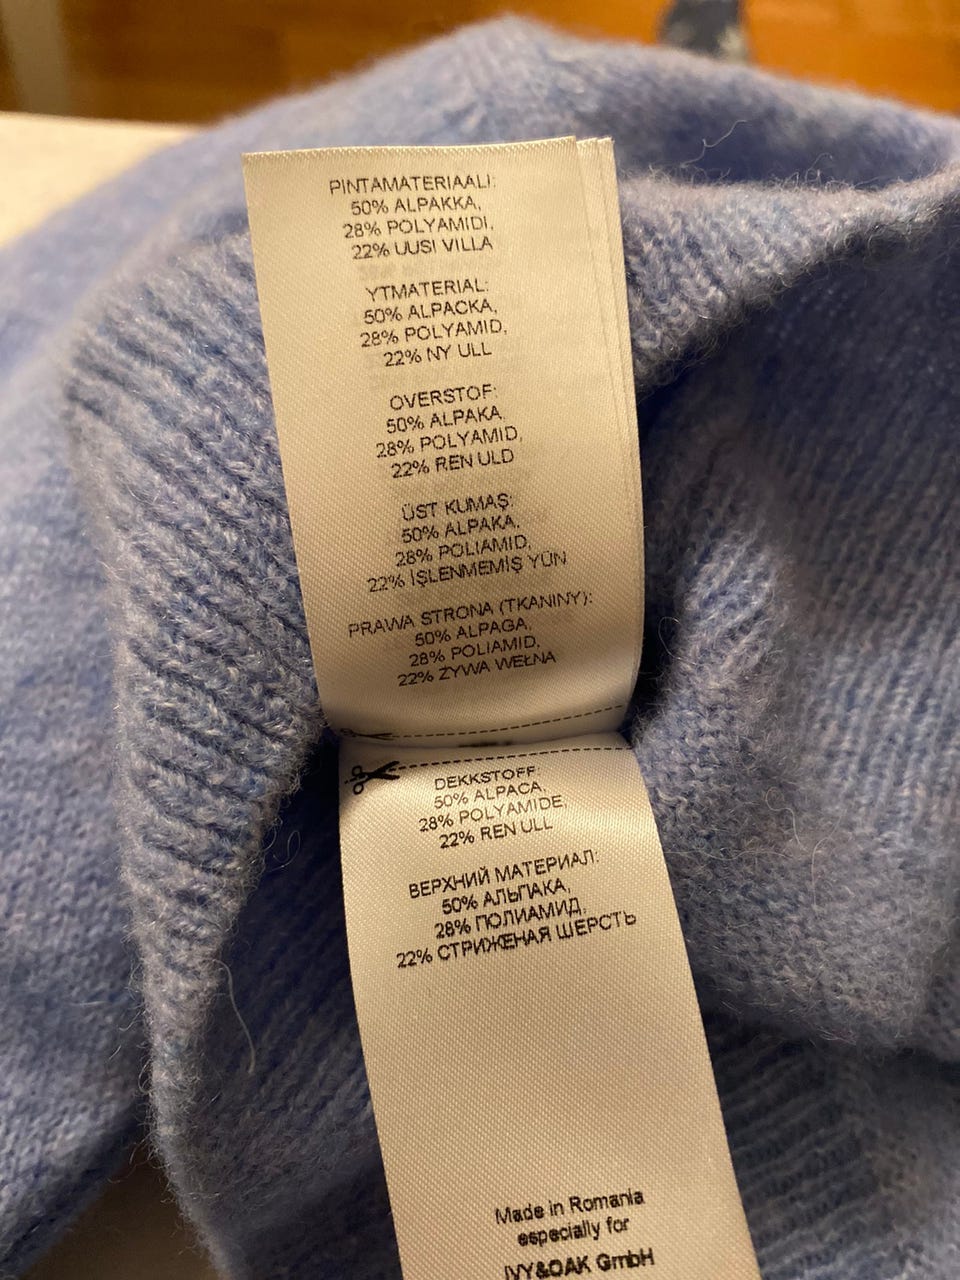 PINTAMATERIAALI:
50% ALPAKKA,
28% POLYAMIDI,
22% UUSI VILLA
YTMATERIAL:
50% ALPACKA,
28% POLYAMID,
22% NY ULL
OVERSTOF:
50% ALPAKA,
28% POLYAMID,
22% REN ULD
ÜST KUMAŞ:
50% ALPAKA,
28% POLIAMID,
22% İŞLENMEMİŞ YÜN
PRAWA STRONA (TKANINY):
50% ALPAGA,
28% POLIAMID,
22% ŻYWA WEŁNA
DEKKSTOFF:
50% ALPACA,
28% POLYAMIDE,
22% REN ULL
ВЕРХНИЙ МАТЕРИАЛ:
50% АЛЬПАКА,
28% ПОЛИАМИД,
22% СТРИЖЕНАЯ ШЕРСТЬ
Made in Romania
especially for
IVY&OAK GmbH